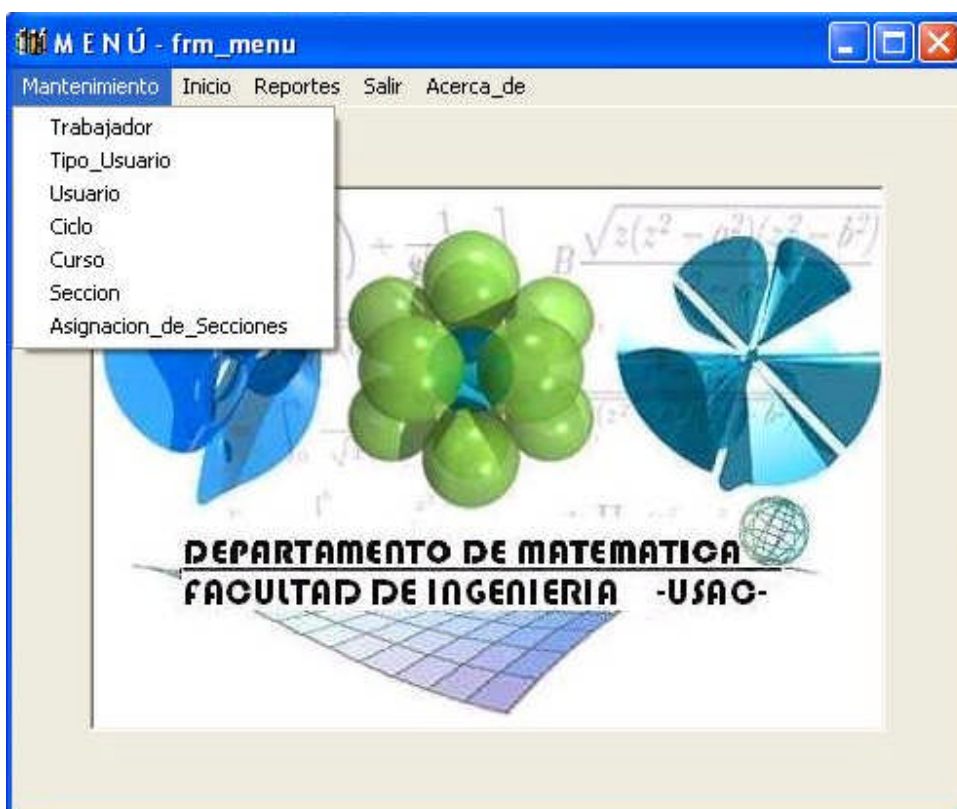 M E N Ú - frm_menu
Mantenimiento Inicio Reportes Salir Acerca_de
Trabajador
Tipo_Usuario
Usuario
Ciclo
Curso
Seccion
Asignacion_de_Secciones
DEPARTAMENTO DE MATEMATICA
FACULTAD DE INGENIERIA -USAC-